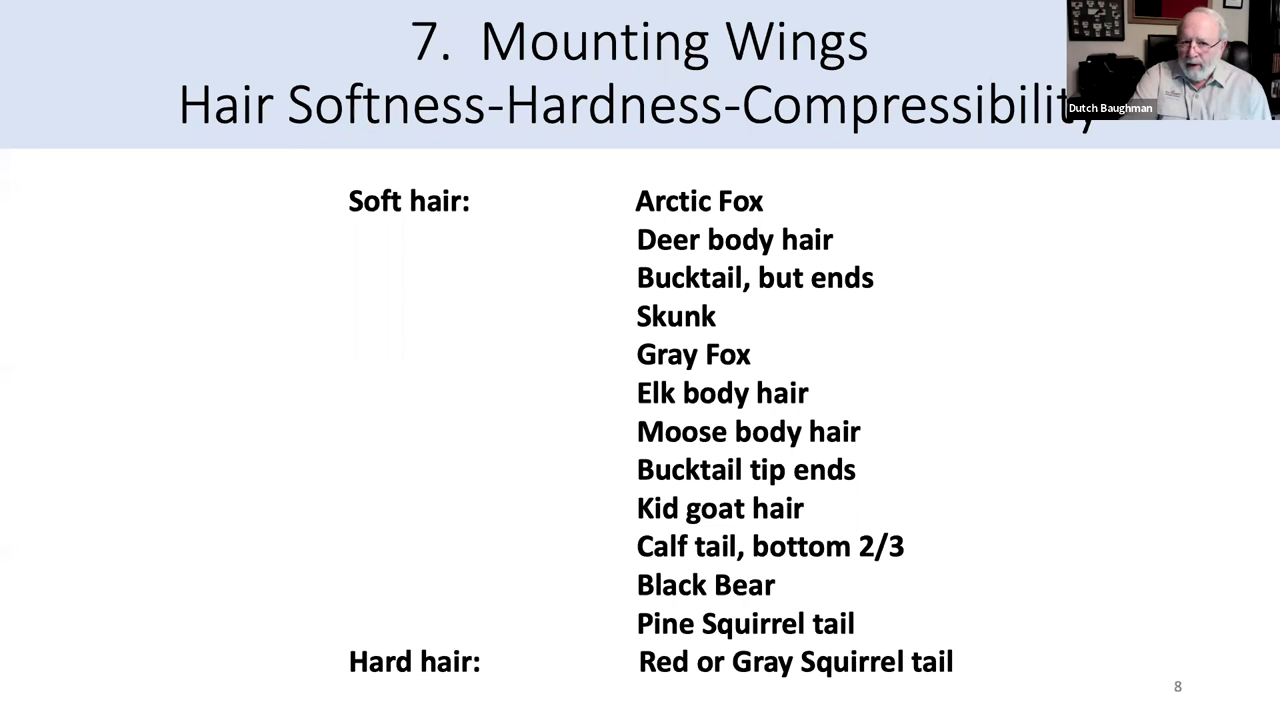 7. Mounting Wings
Hair Softness-Hardness-Compressibility
Dutch Baughman
Soft hair: Arctic Fox
Deer body hair
Bucktail, but ends
Skunk
Gray Fox
Elk body hair
Moose body hair
Bucktail tip ends
Kid goat hair
Calf tail, bottom 2/3
Black Bear
Pine Squirrel tail
Hard hair: Red or Gray Squirrel tail
8